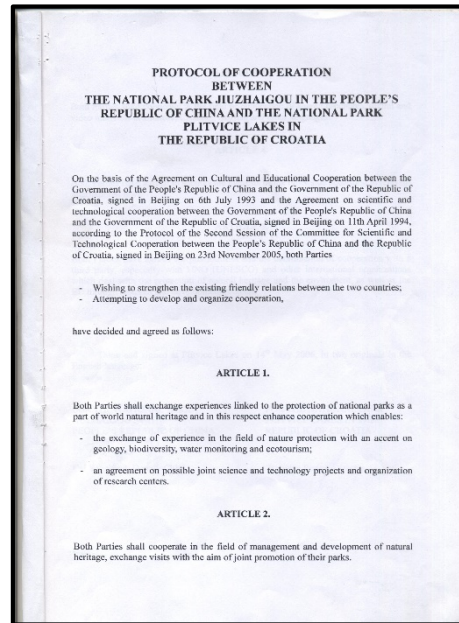 PROTOCOL OF COOPERATION
BETWEEN
THE NATIONAL PARK JIUZHAIGOU IN THE PEOPLE'S
REPUBLIC OF CHINA AND THE NATIONAL PARK
PLITVICE LAKES IN
THE REPUBLIC OF CROATIA
On the basis of the Agreement on Cultural and Educational Cooperation between the
Government of the People's Republic of China and the Government of the Republic of
Croatia, signed in Beijing on 6th July 1993 and the Agreement on scientific and
technological cooperation between the Government of the People's Republic of China
and the Government of the Republic of Croatia, signed in Beijing on 11th April 1994,
according to the Protocol of the Second Session of the Committee for Scientific and
Technological Cooperation between the People's Republic of China and the Republic
of Croatia, signed in Beijing on 23rd November 2005, both Parties
- Wishing to strengthen the existing friendly relations between the two countries;
- Attempting to develop and organize cooperation,
have decided and agreed as follows:
ARTICLE 1.
Both Parties shall exchange experiences linked to the protection of national parks as a
part of world natural heritage and in this respect enhance cooperation which enables:
- the exchange of experience in the field of nature protection with an accent on
geology, biodiversity, water monitoring and ecotourism;
- an agreement on possible joint science and technology projects and organization
of research centers.
ARTICLE 2.
Both Parties shall cooperate in the field of management and development of natural
heritage, exchange visits with the aim of joint promotion of their parks.